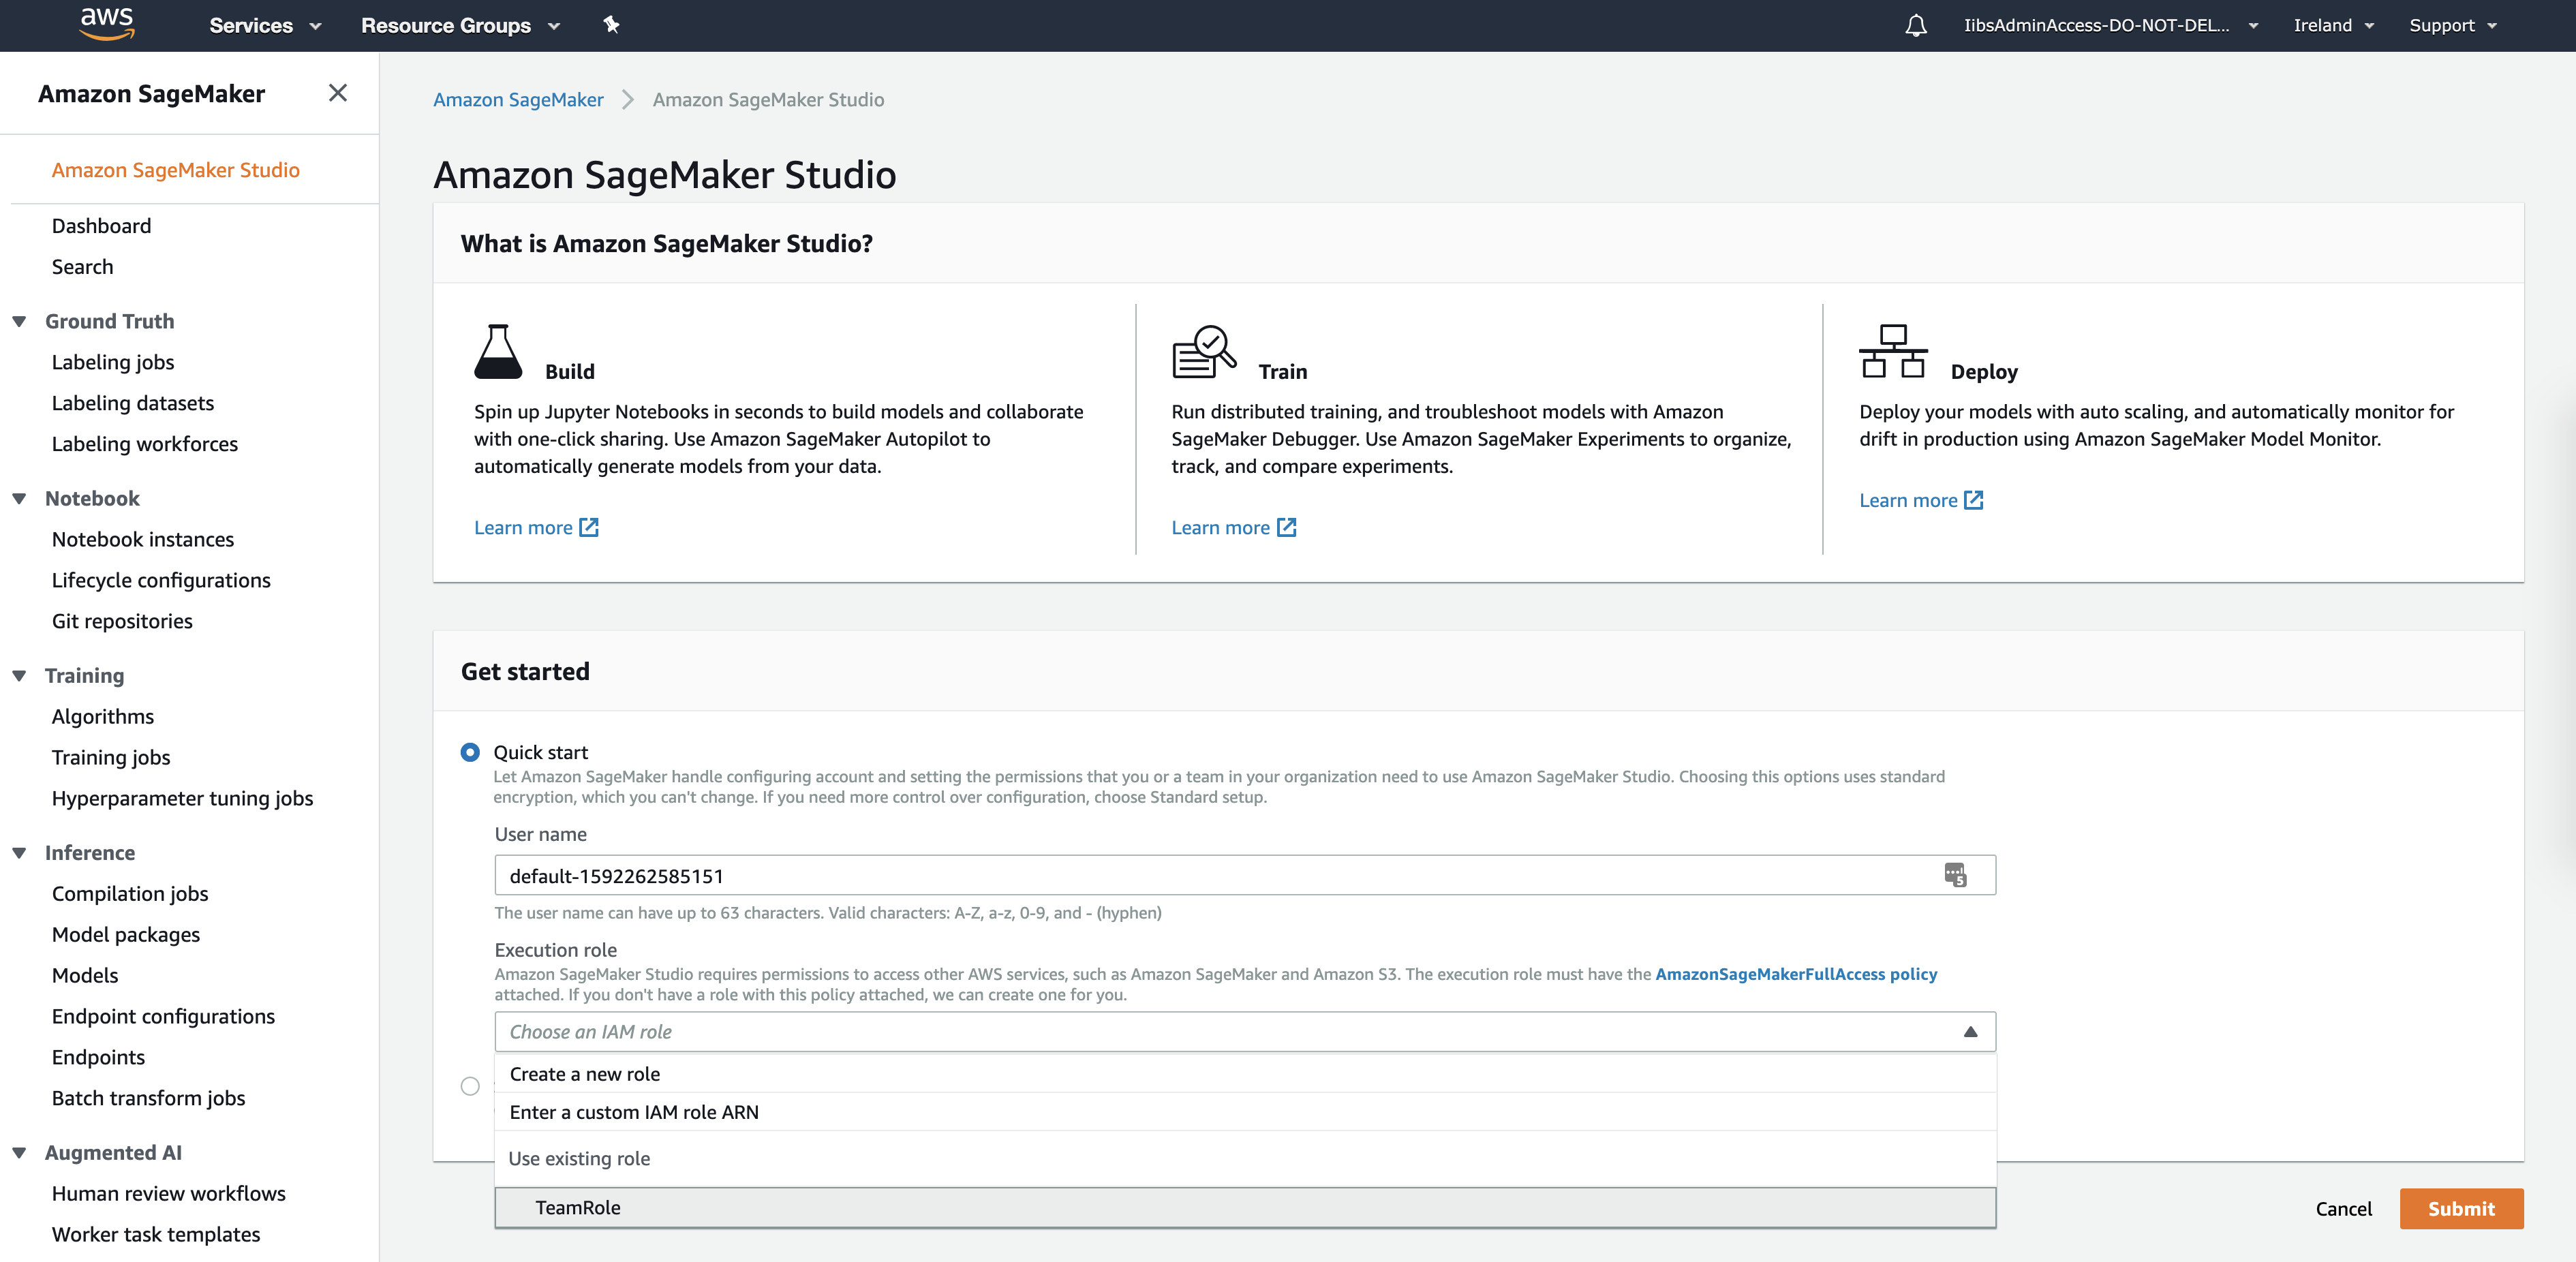 aws
Services
Resource Groups
IibsAdminAccess-DO-NOT-DEL...
Ireland
Support
Amazon SageMaker
Amazon SageMaker Studio
Dashboard
Search
Ground Truth
Labeling jobs
Labeling datasets
Labeling workforces
Notebook
Notebook instances
Lifecycle configurations
Git repositories
Training
Algorithms
Training jobs
Hyperparameter tuning jobs
Inference
Compilation jobs
Model packages
Models
Endpoint configurations
Endpoints
Batch transform jobs
Augmented AI
Human review workflows
Worker task templates
Amazon SageMaker
Amazon SageMaker Studio
Amazon SageMaker Studio
What is Amazon SageMaker Studio?
Build
Spin up Jupyter Notebooks in seconds to build models and collaborate
with one-click sharing. Use Amazon SageMaker Autopilot to
automatically generate models from your data.
Learn more
Train
Run distributed training, and troubleshoot models with Amazon
SageMaker Debugger. Use Amazon SageMaker Experiments to organize,
track, and compare experiments.
Learn more
Deploy
Deploy your models with auto scaling, and automatically monitor for
drift in production using Amazon SageMaker Model Monitor.
Learn more
Get started
Quick start
Let Amazon SageMaker handle configuring account and setting the permissions that you or a team in your organization need to use Amazon SageMaker Studio. Choosing this options uses standard
encryption, which you can't change. If you need more control over configuration, choose Standard setup.
User name
default-1592262585151
5
The user name can have up to 63 characters. Valid characters: A-Z, a-z, 0-9, and - (hyphen)
Execution role
Amazon SageMaker Studio requires permissions to access other AWS services, such as Amazon SageMaker and Amazon S3. The execution role must have the AmazonSageMakerFullAccess policy
attached. If you don't have a role with this policy attached, we can create one for you.
Choose an IAM role
Create a new role
Enter a custom IAM role ARN
Use existing role
TeamRole
Cancel
Submit